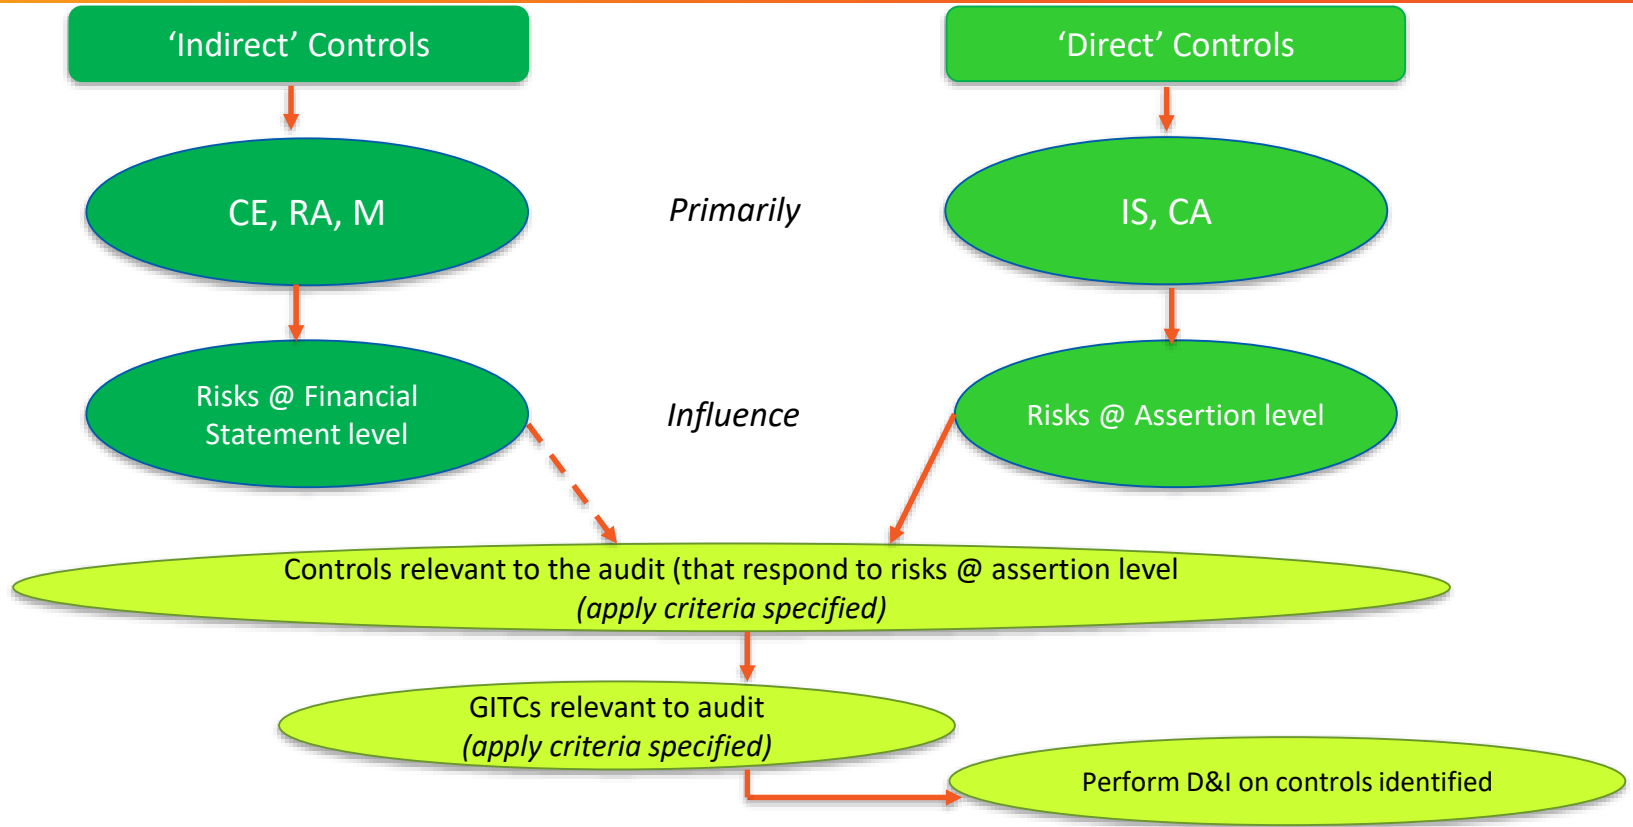 ‘Indirect’ Controls
‘Direct’ Controls
CE, RA, M
Primarily
IS, CA
Risks @ Financial
Statement level
Influence
Risks @ Assertion level
Controls relevant to the audit (that respond to risks @ assertion level
(apply criteria specified)
GITCs relevant to audit
(apply criteria specified)
Perform D&I on controls identified